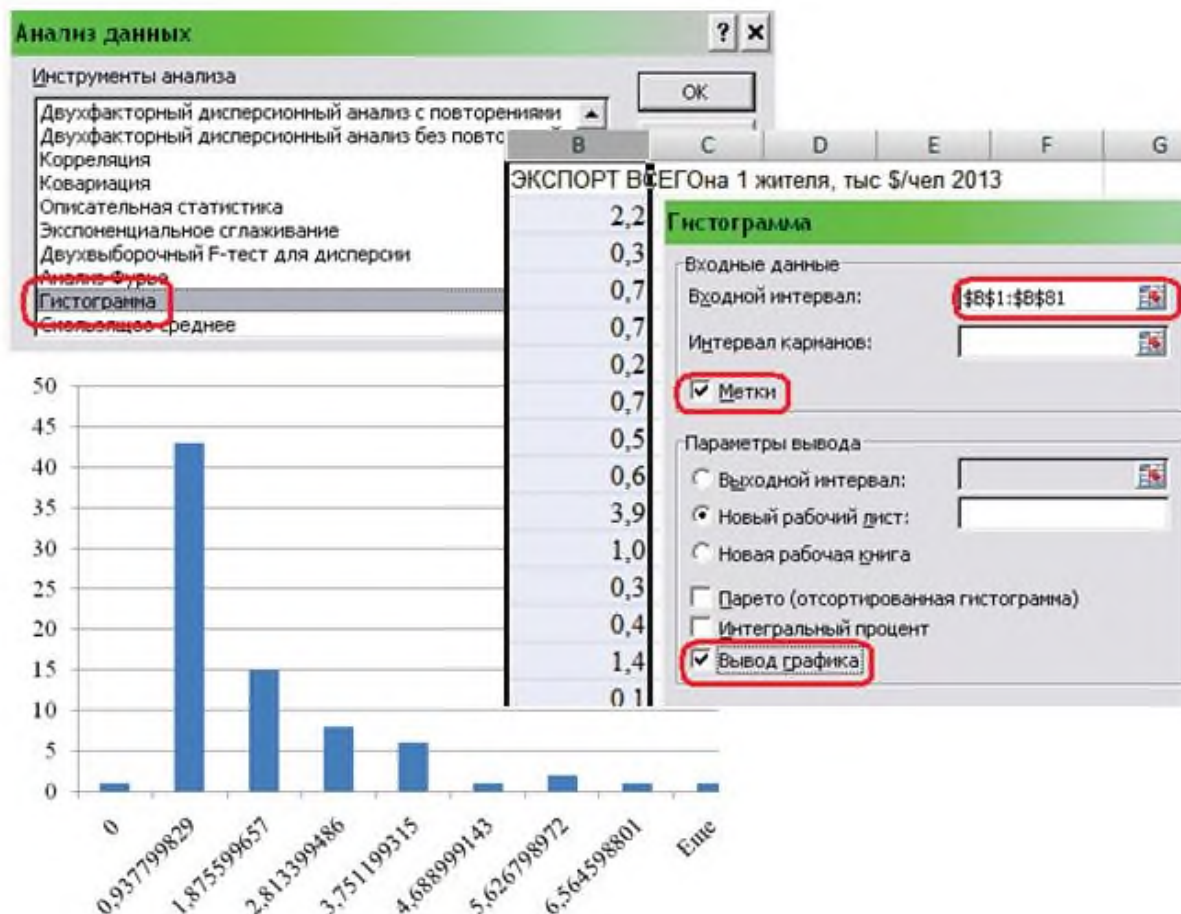 Анализ данных
Инструменты анализа
OK
Двухфакторный дисперсионный анализ с повторениями
Двухфакторный дисперсионный анализ без
Корреляция
Ковариация
Описательная статистика
Экспоненциальное сглаживание
Двухвыборочный F-тест для дисперсии
Анализ Фурье
Гистограмма
Скользящее среднее
B C D E F G
ЭКСПОРТ ВСЕГОна 1 жителя, тыс $/чел 2013
2,2
0,3
0,7
0,7
0,2
0,7
0,5
0,6
3,9
1,0
0,3
0,4
1,4
0,1
Гистограмма
Входные данные
Входной интервал: $B$1:$B$81
Интервал карманов:
Метки
Параметры вывода
Выходной интервал:
Новый рабочий лист:
Новая рабочая книга
Парето (отсортированная гистограмма)
Интегральный процент
Вывод графика
50
45
40
35
30
25
20
15
10
5
0
0 0,937799829 1,875599657 2,813399486 3,751199315 4,688999143 5,626798972 6,564598801 Еще